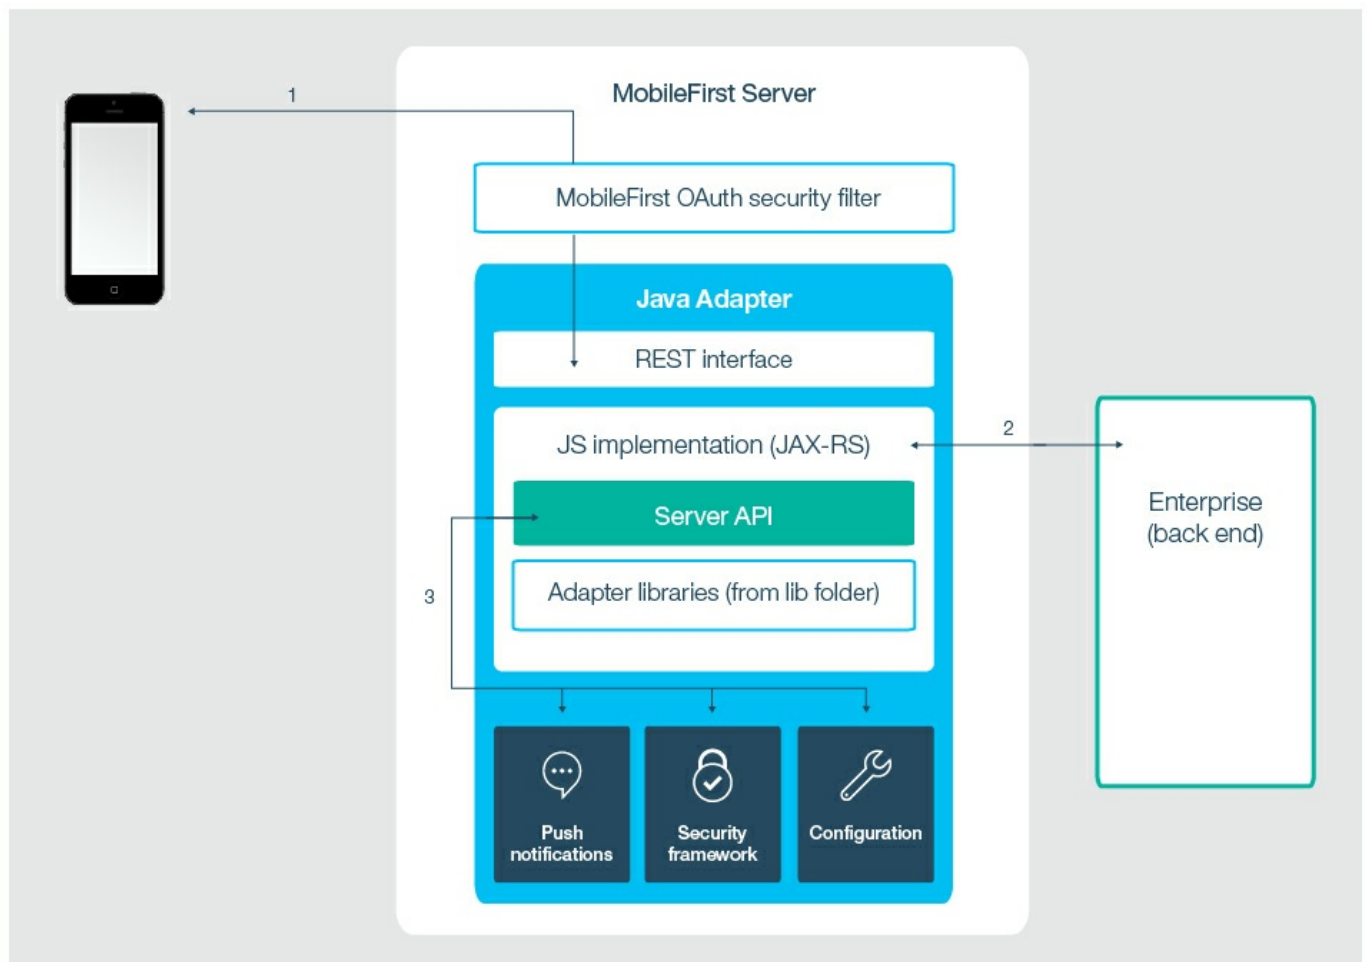 MobileFirst Server
1
MobileFirst OAuth security filter
Java Adapter
REST interface
JS implementation (JAX-RS)
2
Server API
Enterprise
(back end)
Adapter libraries (from lib folder)
3
Push
notifications
Security
framework
Configuration